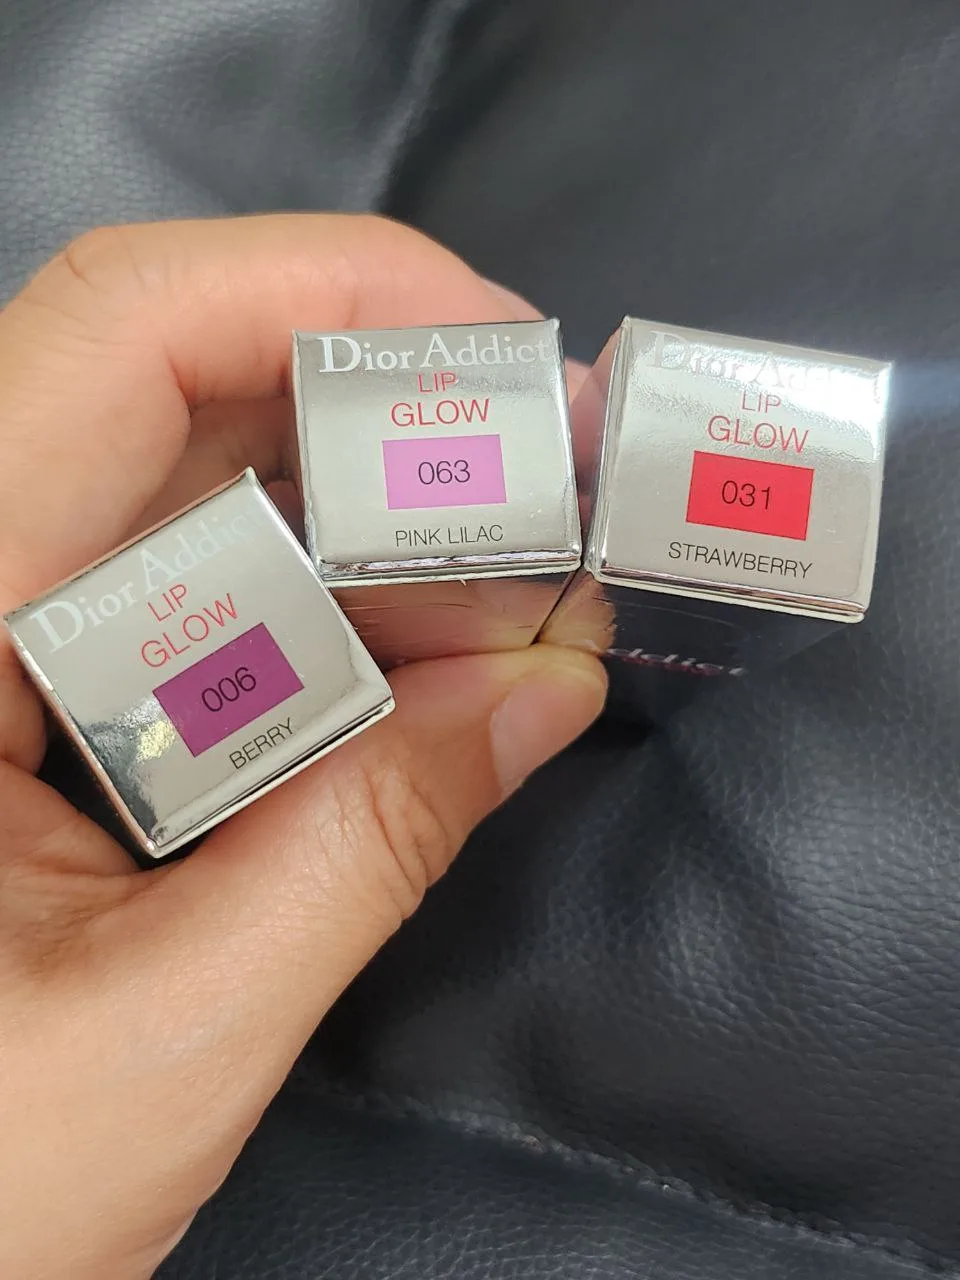 Dior Addict
LIP
GLOW
006
BERRY
Dior Addict
LIP
GLOW
063
PINK LILAC
Dior Addict
LIP
GLOW
031
STRAWBERRY
Addict